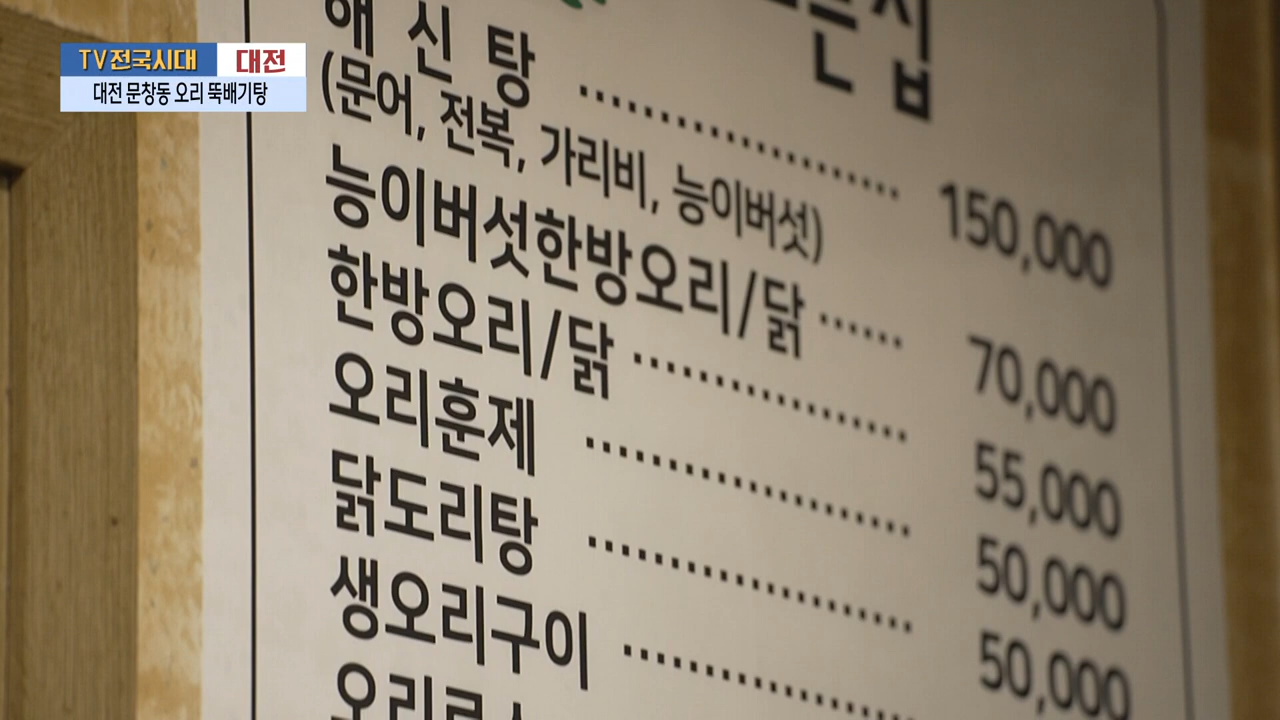 TV전국시대 대전
대전 문창동 오리 뚝배기탕
해신탕 .................. 150,000
(문어, 전복, 가리비, 능이버섯)
능이버섯한방오리/닭 ...... 70,000
한방오리/닭 ............... 55,000
오리훈제 .................. 50,000
닭도리탕 .................. 50,000
생오리구이 ................